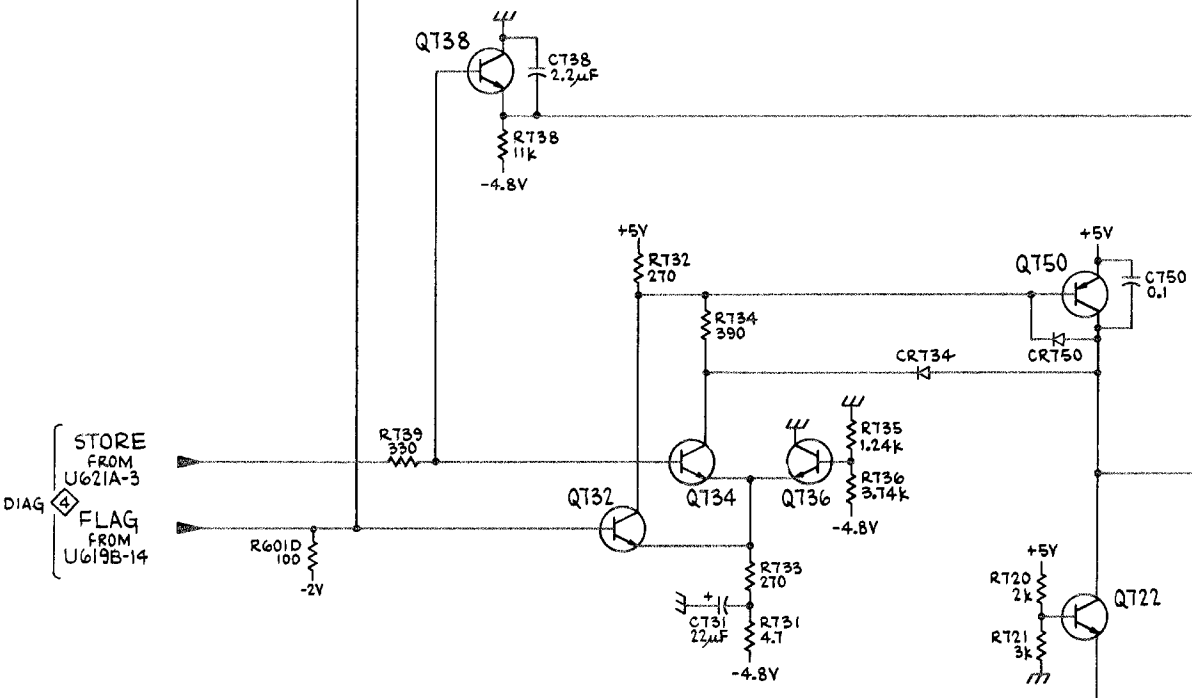 Q738
C738
2.2µF
R738
11k
-4.8V
+5V
R732
270
R734
390
+5V
Q750
C750
0.1
CR750
CR734
STORE
FROM
U621A-3
R739
330
Q734
Q736
R735
1.24k
R736
3.74k
-4.8V
DIAG 4
FLAG
FROM
U619B-14
R601D
100
-2V
Q732
R733
270
+
C731
22µF
R731
4.7
-4.8V
+5V
R720
2k
R721
3k
Q722